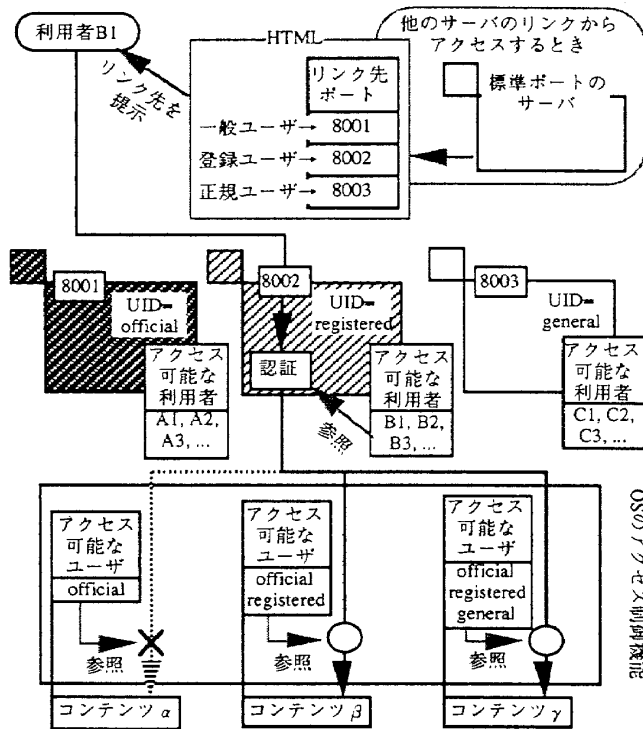 利用者B1
リンク先を
提示
HTML
リンク先
ポート
一般ユーザ→ 8001
登録ユーザ→ 8002
正規ユーザ→ 8003
他のサーバのリンクから
アクセスするとき
標準ポートの
サーバ
8001
UID=
official
アクセス
可能な
利用者
A1, A2,
A3, ...
8002
UID=
registered
認証
参照
アクセス
可能な
利用者
B1, B2,
B3, ...
8003
UID=
general
アクセス
可能な
利用者
C1, C2,
C3, ...
OSのアクセス制御機能
アクセス
可能な
ユーザ
official
参照
アクセス
可能な
ユーザ
official
registered
参照
アクセス
可能な
ユーザ
official
registered
general
参照
コンテンツα
コンテンツβ
コンテンツγ